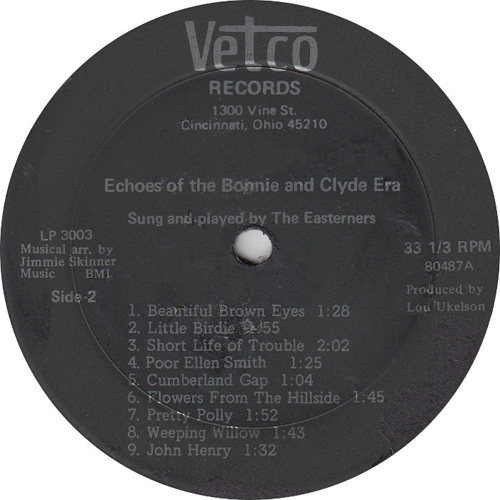 Vetco
RECORDS
1300 Vine St.
Cincinnati, Ohio 45210
Echoes of the Bonnie and Clyde Era
Sung and played by The Easterners
LP 3003
Musical arr. by
Jimmie Skinner
Music BMI
Side-2
33 1/3 RPM
80487A
Produced by
Lou Ukelson
1. Beautiful Brown Eyes 1:28
2. Little Birdie 1:55
3. Short Life of Trouble 2:02
4. Poor Ellen Smith 1:25
5. Cumberland Gap 1:04
6. Flowers From The Hillside 1:45
7. Pretty Polly 1:52
8. Weeping Willow 1:43
9. John Henry 1:32